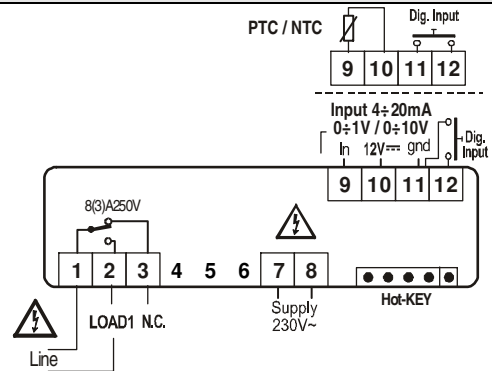 PTC / NTC
Dig. Input
9 10 11 12
Input 4÷20mA
0÷1V / 0÷10V
In 12V⎓ gnd
Dig.
Input
9 10 11 12
8(3)A250V
1 2 3 4 5 6 7 8
LOAD1 N.C.
Supply
230V~
Hot-KEY
Line